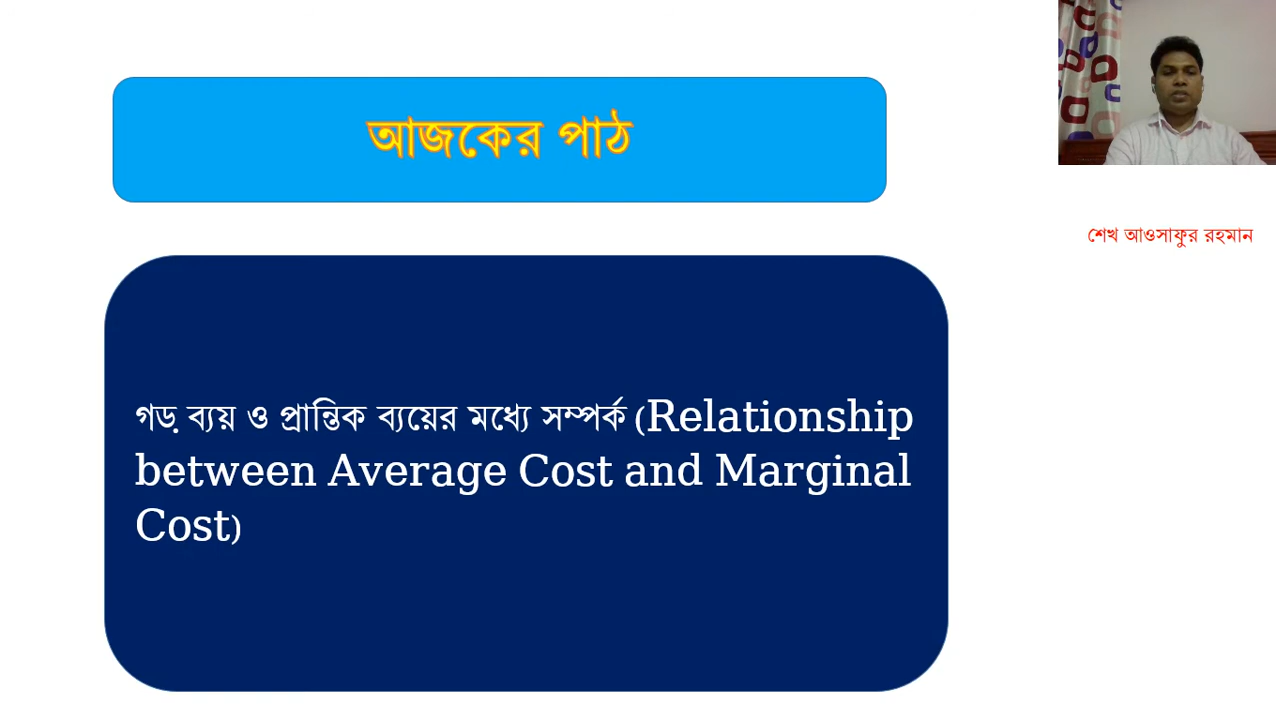 আজকের পাঠ
শেখ আওসাফুর রহমান
গড় ব্যয় ও প্রান্তিক ব্যয়ের মধ্যে সম্পর্ক (Relationship
between Average Cost and Marginal
Cost)